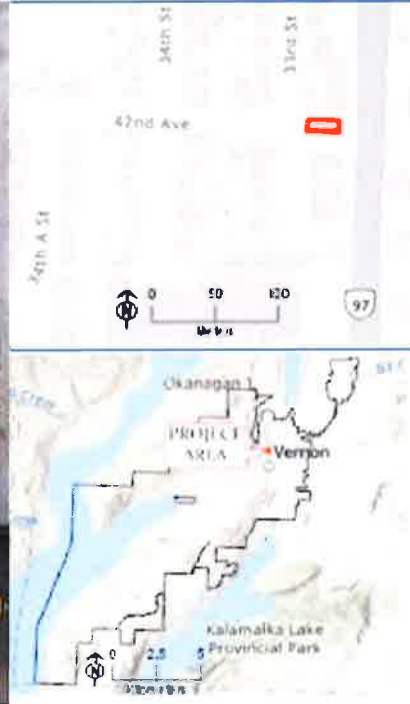 34th St
33rd St
42nd Ave
34th A St
0 50 100
97
Okanagan 1
PROJECT
AREA
Vernon
Kalamalka Lake
Provincial Park
0 2.5 5